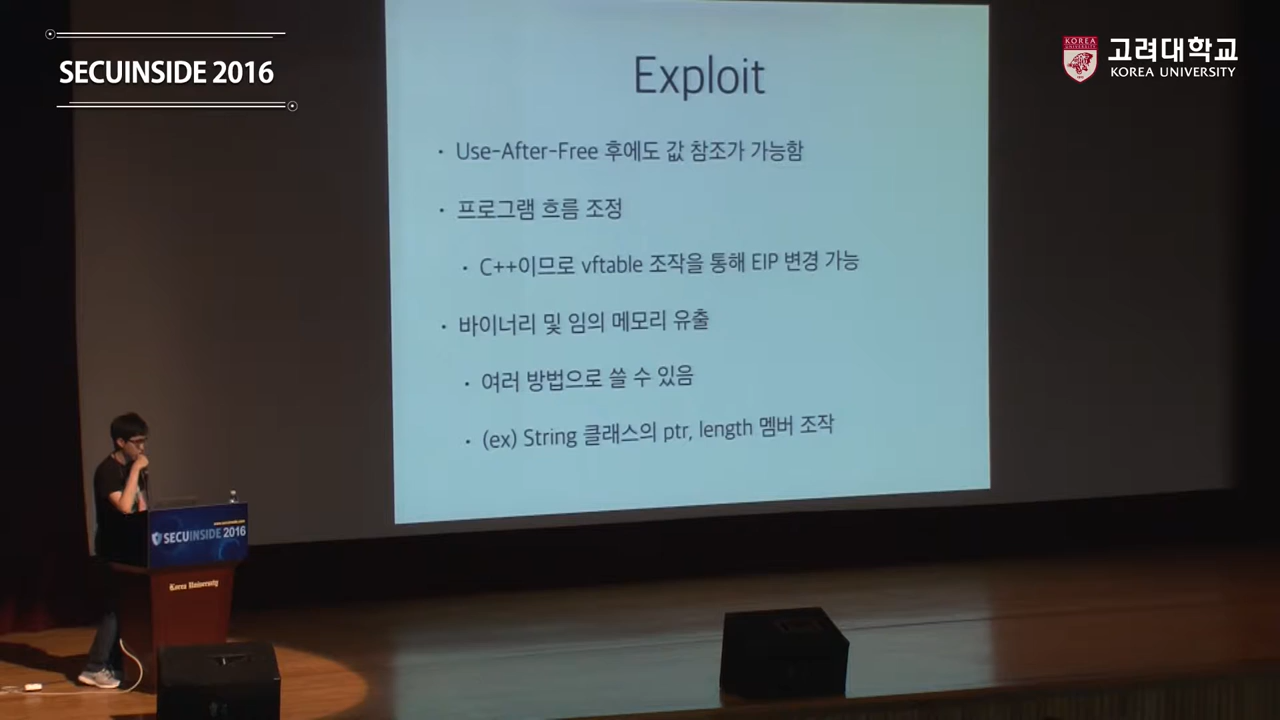 SECUINSIDE 2016
KOREA
UNIVERSITY
고려대학교
KOREA UNIVERSITY
Exploit
· Use-After-Free 후에도 값 참조가 가능함
· 프로그램 흐름 조정
· C++이므로 vftable 조작을 통해 EIP 변경 가능
· 바이너리 및 임의 메모리 유출
· 여러 방법으로 쓸 수 있음
· (ex) String 클래스의 ptr, length 멤버 조작
SECUINSIDE 2016
Korea University